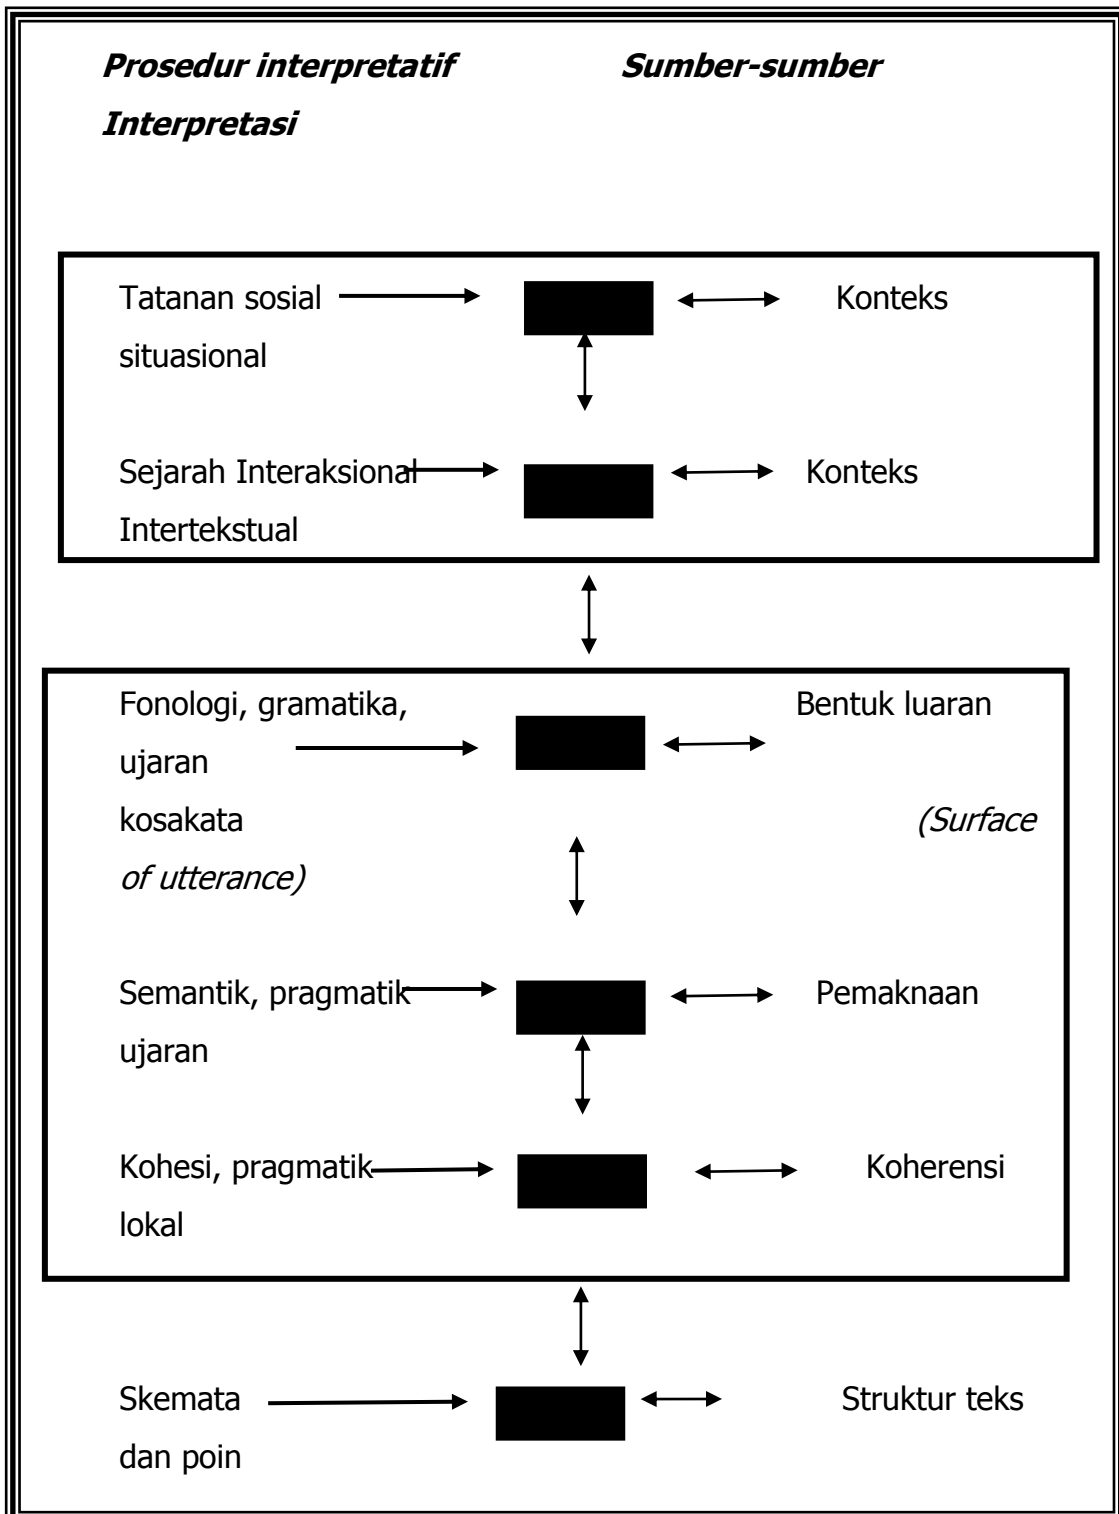 Prosedur interpretatif Sumber-sumber
Interpretasi
Tatanan sosial Konteks
situasional
Sejarah Interaksional Konteks
Intertekstual
Fonologi, gramatika, Bentuk luaran
ujaran
kosakata (Surface
of utterance)
Semantik, pragmatik Pemaknaan
ujaran
Kohesi, pragmatik Koherensi
lokal
Skemata Struktur teks
dan poin